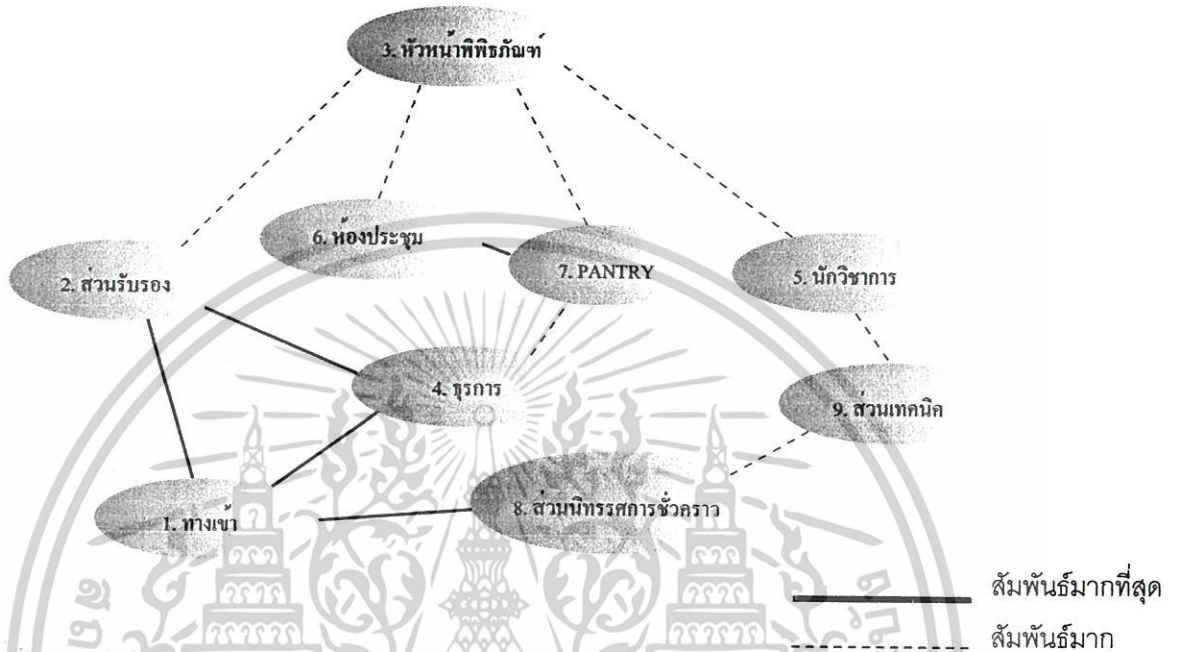 3. หัวหน้าพิพิธภัณฑ์
6. ห้องประชุม
7. PANTRY
5. นักวิชาการ
2. ส่วนรับรอง
4. ธุรการ
9. ส่วนเทคนิค
8. ส่วนนิทรรศการชั่วคราว
1. ทางเข้า
สัมพันธ์มากที่สุด
สัมพันธ์มาก